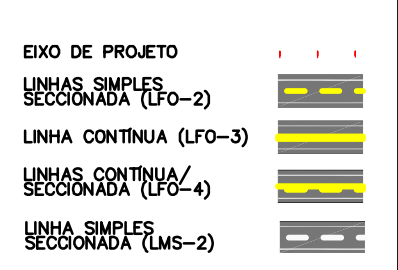 EIXO DE PROJETO
LINHAS SIMPLES
SECCIONADA (LFO-2)
LINHA CONTÍNUA (LFO-3)
LINHAS CONTÍNUA/
SECCIONADA (LFO-4)
LINHA SIMPLES
SECCIONADA (LMS-2)